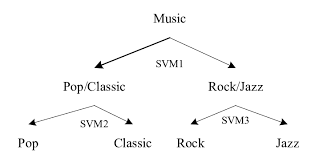 Music
SVM1
Pop/Classic Rock/Jazz
SVM2 SVM3
Pop Classic Rock Jazz